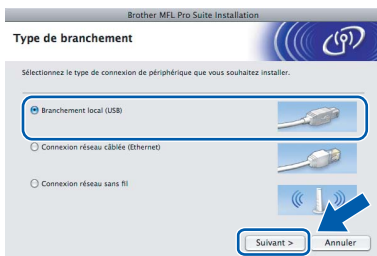 Brother MFL Pro Suite Installation
Type de branchement
Sélectionnez le type de connexion de périphérique que vous souhaitez installer.
Branchement local (USB)
Connexion réseau câblée (Ethernet)
Connexion réseau sans fil
Suivant >
Annuler